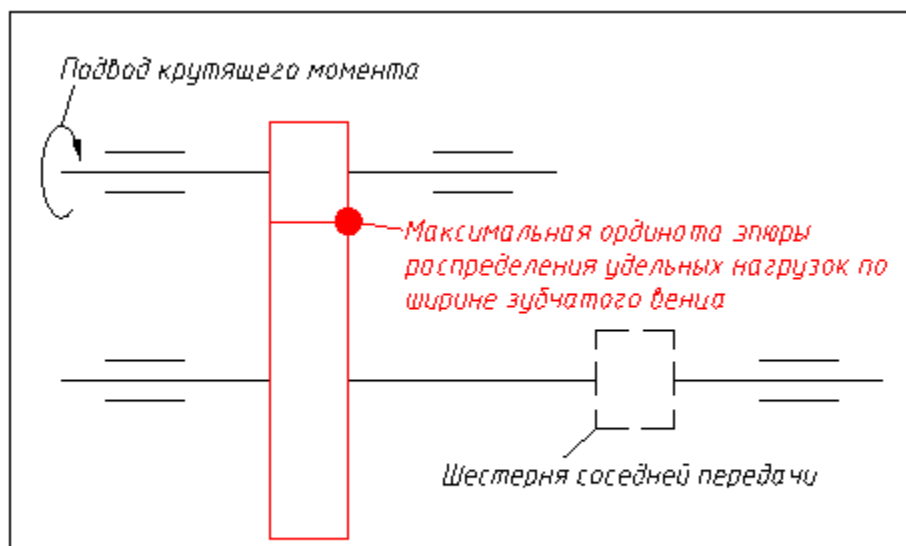 Подвод крутящего момента
Максимальная ордината эпюры
распределения удельных нагрузок по
ширине зубчатого венца
Шестерня соседней передачи